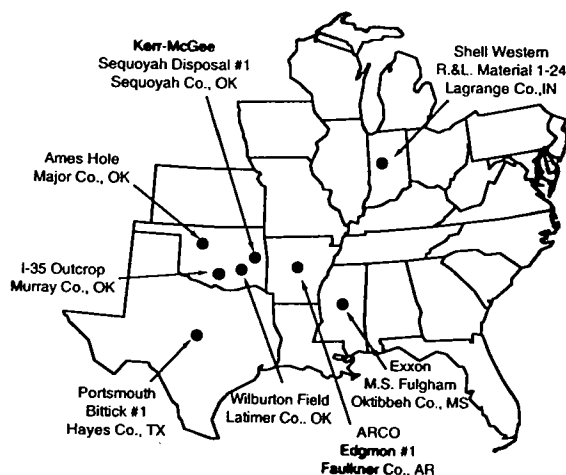 Kerr-McGee
Sequoyah Disposal #1
Sequoyah Co., OK
Shell Western
R.&L. Material 1-24
Lagrange Co.,IN
Ames Hole
Major Co., OK
I-35 Outcrop
Murray Co., OK
Portsmouth
Bittick #1
Hayes Co., TX
Wilburton Field
Latimer Co.. OK
Exxon
M.S. Fulgham
Oktibbeh Co., MS
ARCO
Edgmon #1
Faulkner Co., AR